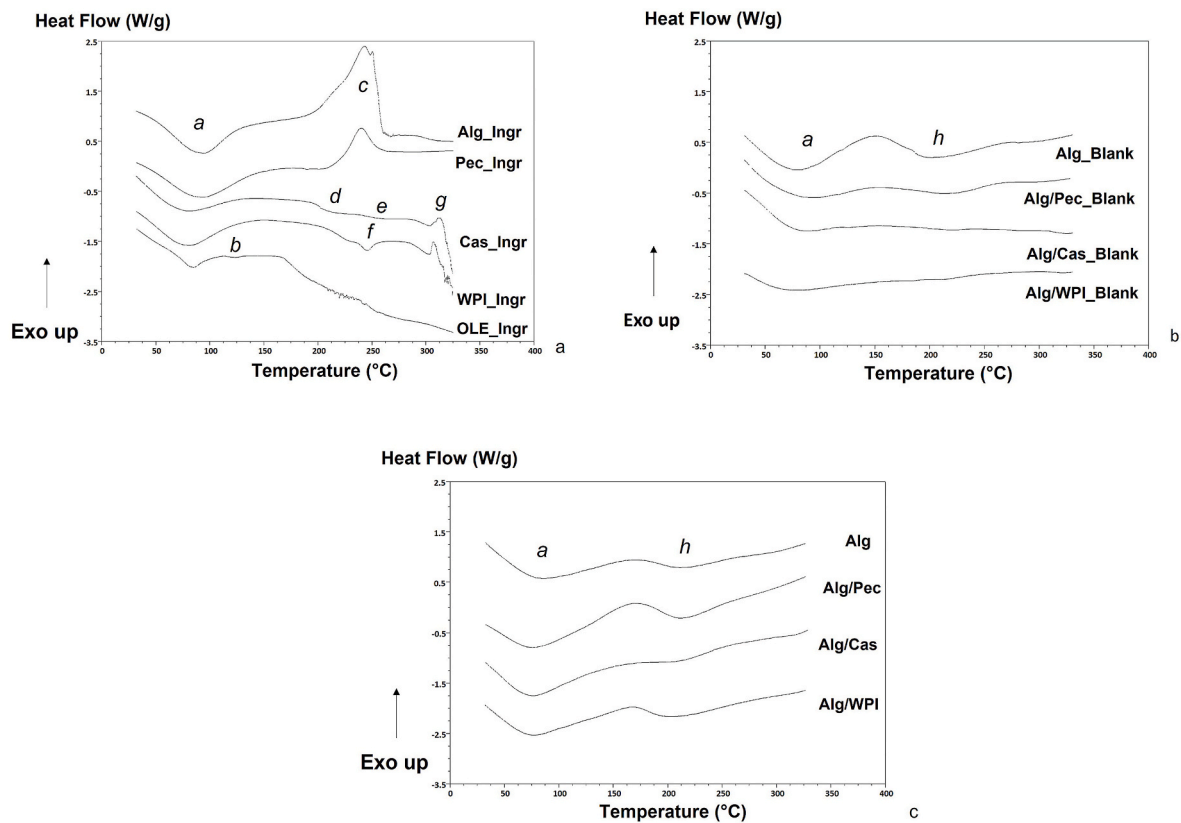 Heat Flow (W/g)
2.5
1.5
0.5
-0.5
-1.5
-2.5
-3.5
a
b
c
d
e
f
g
Alg_Ingr
Pec_Ingr
Cas_Ingr
WPI_Ingr
OLE_Ingr
Exo up
0 50 100 150 200 250 300 350 400
Temperature (°C)
a
Heat Flow (W/g)
2.5
1.5
0.5
-0.5
-1.5
-2.5
-3.5
a h
Alg_Blank
Alg/Pec_Blank
Alg/Cas_Blank
Alg/WPI_Blank
Exo up
0 50 100 150 200 250 300 350 400
Temperature (°C)
b
Heat Flow (W/g)
2.5
1.5
0.5
-0.5
-1.5
-2.5
-3.5
a h
Alg
Alg/Pec
Alg/Cas
Alg/WPI
Exo up
0 50 100 150 200 250 300 350 400
Temperature (°C)
c